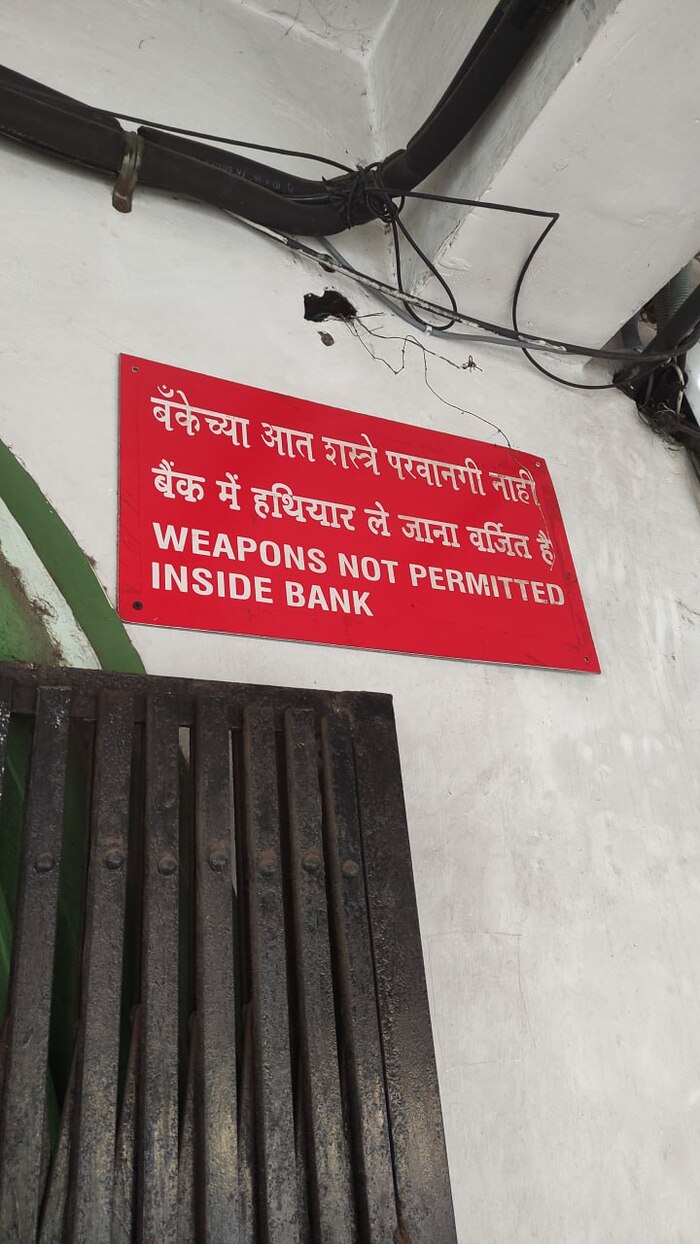 बँकेच्या आत शस्त्रे परवानगी नाही
बैंक में हथियार ले जाना वर्जित है
WEAPONS NOT PERMITTED
INSIDE BANK